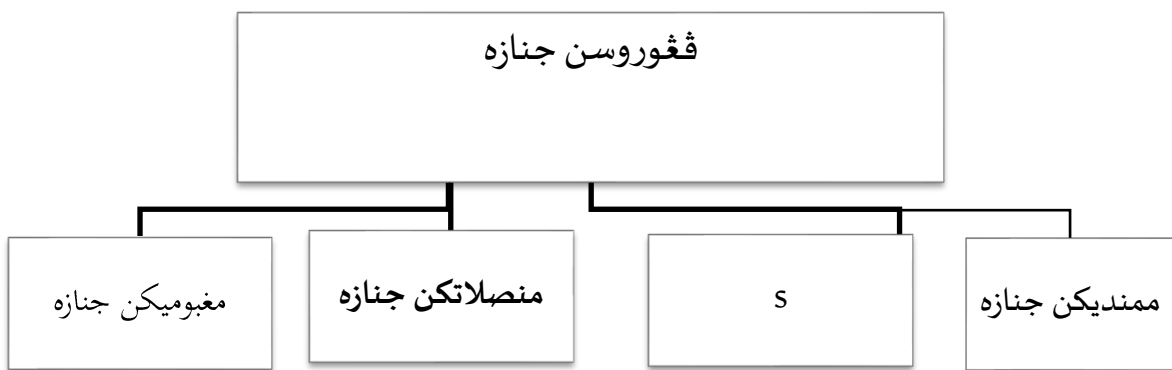 ڤڠوروسن جنازه
ممنديکن جنازه
S
منصلاتکن جنازه
مغبوميکن جنازه